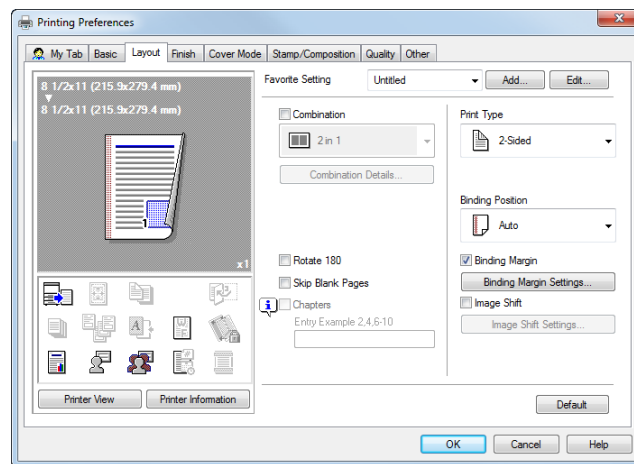 Printing Preferences
My Tab Basic Layout Finish Cover Mode Stamp/Composition Quality Other
8 1/2x11 (215.9x279.4 mm)
8 1/2x11 (215.9x279.4 mm)
1
x1
Printer View Printer Information
Favorite Setting Untitled Add... Edit...
Combination
2 in 1
Combination Details...
Rotate 180
Skip Blank Pages
Chapters
Entry Example 2,4,6-10
Print Type
2-Sided
Binding Position
Auto
Binding Margin
Binding Margin Settings...
Image Shift
Image Shift Settings...
Default
OK Cancel Help